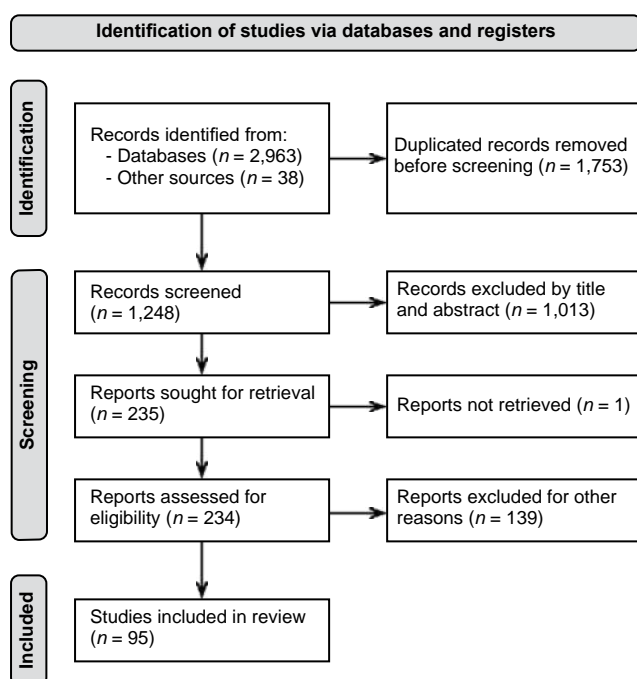 Identification of studies via databases and registers
Identification
Records identified from:
- Databases (n = 2,963)
- Other sources (n = 38)
Duplicated records removed
before screening (n = 1,753)
Screening
Records screened
(n = 1,248)
Records excluded by title
and abstract (n = 1,013)
Reports sought for retrieval
(n = 235)
Reports not retrieved (n = 1)
Reports assessed for
eligibility (n = 234)
Reports excluded for other
reasons (n = 139)
Included
Studies included in review
(n = 95)